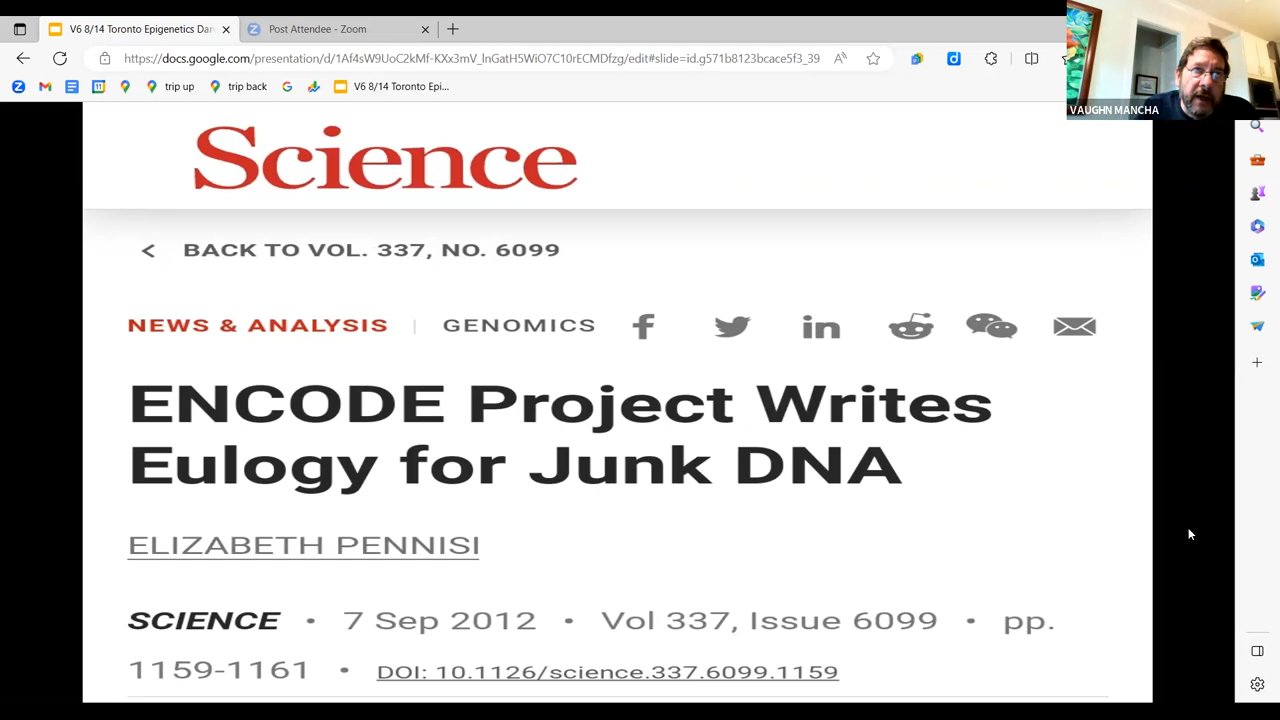 V6 8/14 Toronto Epigenetics Dar
Post Attendee - Zoom
https://docs.google.com/presentation/d/1Af4sV
oC2kMf-KXx3mV_lnGatH5WiO7C10rECMDfzg/edit#slide=id.g571b8123bcace5f3_39
trip up
trip back
V6 8/14 Toronto Epi...
VAUGHN MANCHA
Science
< BACK TO VOL. 337, NO. 6099
NEWS & ANALYSIS | GENOMICS
ENCODE Project Writes
Eulogy for Junk DNA
ELIZABETH PENNISI
SCIENCE • 7 Sep 2012 • Vol 337, Issue 6099 • pp.
1159-1161 • DOI: 10.1126/science.337.6099.1159